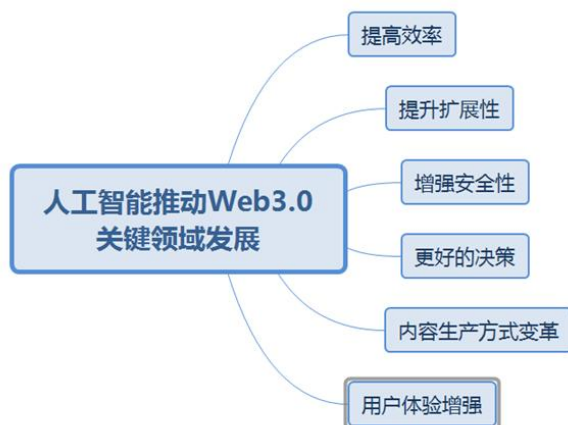 提高效率
提升扩展性
人工智能推动Web3.0
关键领域发展
增强安全性
更好的决策
内容生产方式变革
用户体验增强